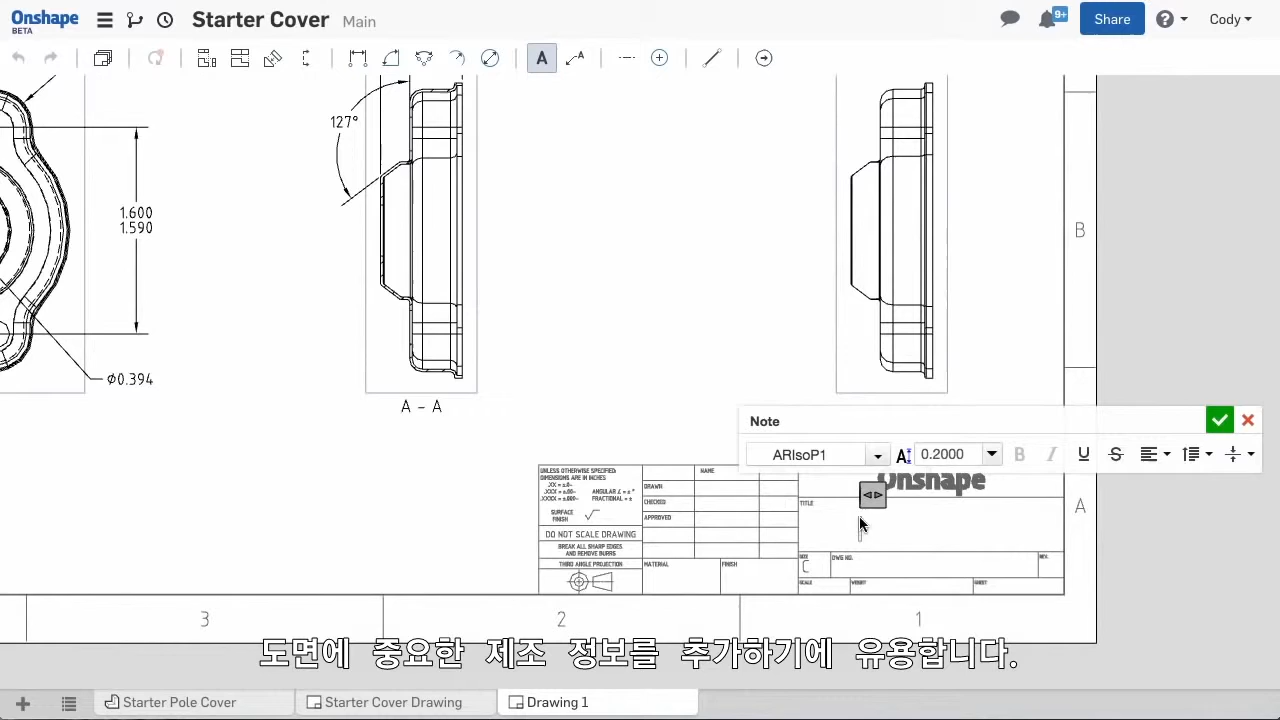 Onshape
BETA
Starter Cover Main
9+
Share
Cody
A
A
127°
1.600
1.590
B
Ø0.394
A - A
Note
ARIsoP1
0.2000
B I U S
UNLESS OTHERWISE SPECIFIED:
DIMENSIONS ARE IN INCHES
ANGULAR
FRACTIONAL
SURFACE
FINISH
DO NOT SCALE DRAWING
BREAK ALL SHARP EDGES
AND REMOVE BURRS
THIRD ANGLE PROJECTION
NAME
DRAWN
CHECKED
APPROVED
MATERIAL
FINISH
Onshape
TITLE
SIZE
C
DWG NO.
REV.
SCALE
WEIGHT
SHEET
A
3
2
1
도면에 중요한 제조 정보를 추가하기에 유용합니다.
Starter Pole Cover
Starter Cover Drawing
Drawing 1